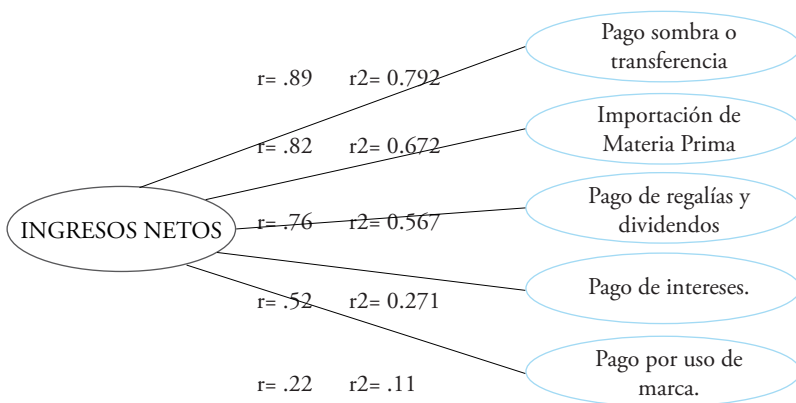 Pago sombra o
transferencia
r= .89 r2= 0.792
Importación de
Materia Prima
r= .82 r2= 0.672
Pago de regalías y
dividendos
INGRESOS NETOS
r= .76 r2= 0.567
Pago de intereses.
r= .52 r2= 0.271
Pago por uso de
marca.
r= .22 r2= .11